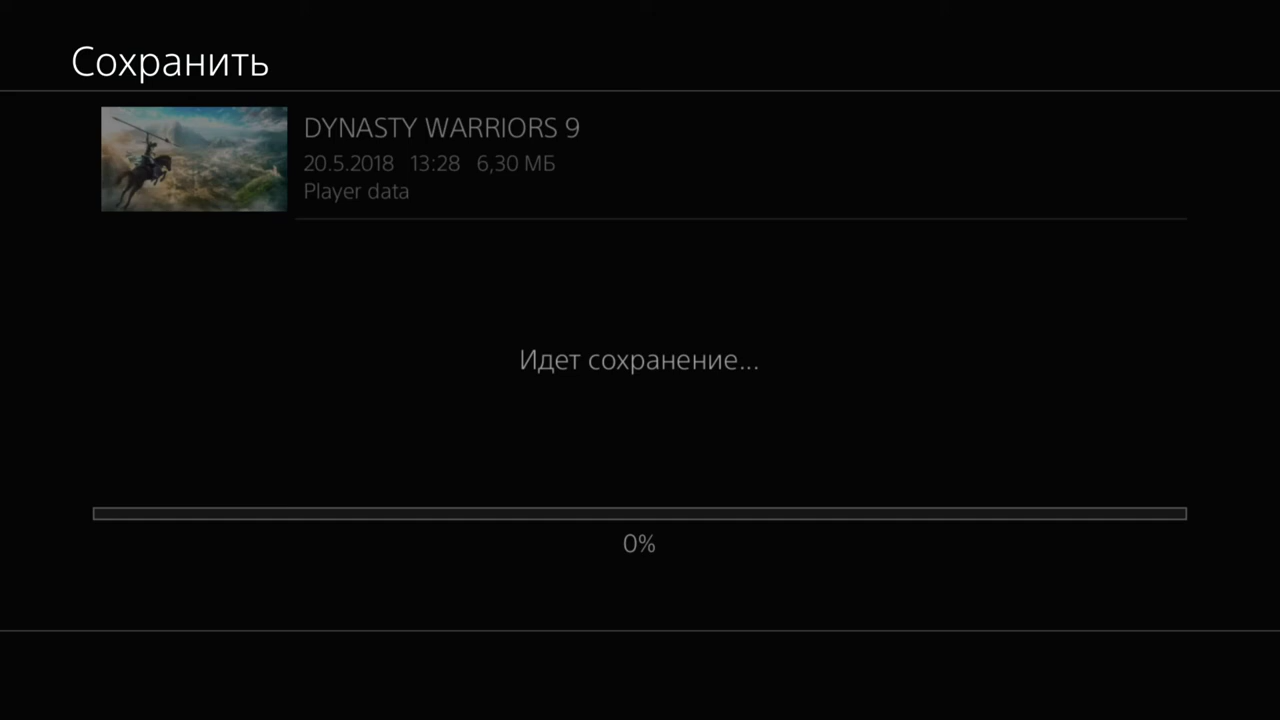 Сохранить
DYNASTY WARRIORS 9
20.5.2018 13:28 6,30 МБ
Player data
Идет сохранение...
0%